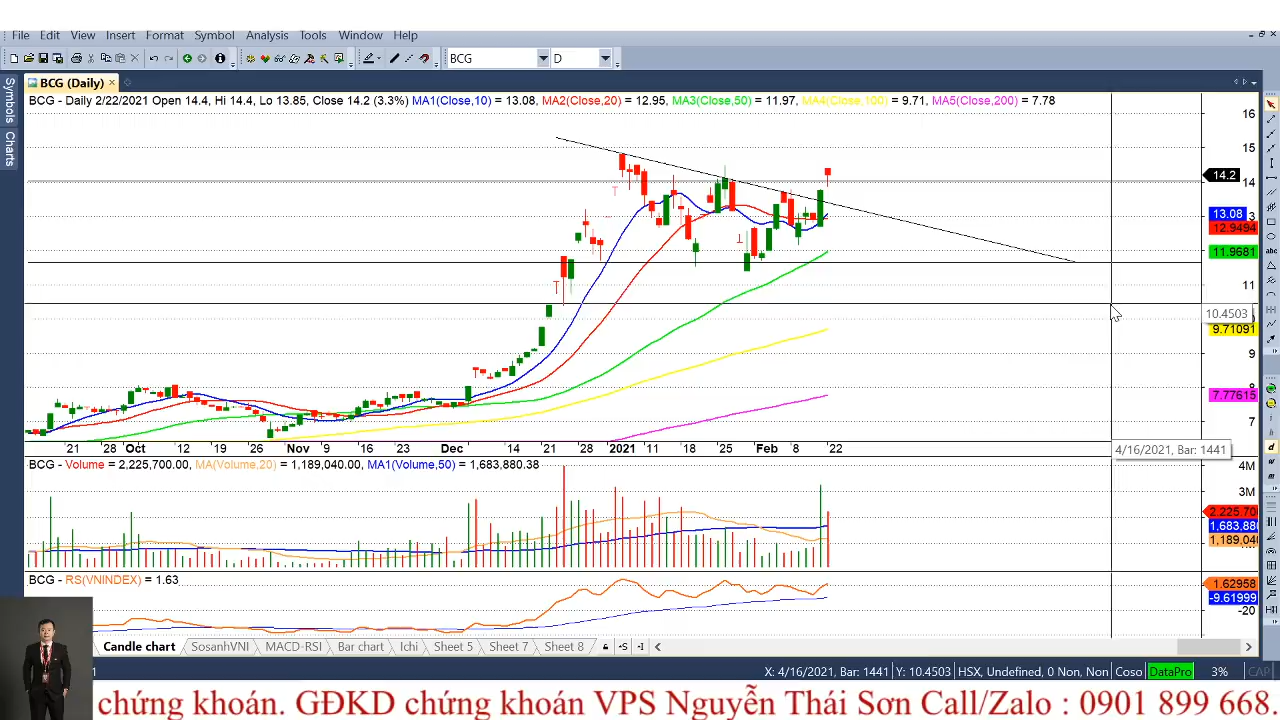 File Edit View Insert Format Symbol Analysis Tools Window Help
BCG D
BCG (Daily)
Symbols
Charts
BCG - Daily 2/22/2021 Open 14.4, Hi 14.4, Lo 13.85, Close 14.2 (3.3%) MA1(Close,10) = 13.08, MA2(Close,20) = 12.95, MA3(Close,50) = 11.97, MA4(Close,100) = 9.71, MA5(Close,200) = 7.78
16
15
14.2
14
13.08
12.9494
11.9681
11
10.4503
9.71091
9
8
7.77615
7
21 28 Oct 12 19 26 Nov 9 16 23 Dec 14 21 28 2021 11 18 25 Feb 8 22
4/16/2021, Bar: 1441
BCG - Volume = 2,225,700.00, MA(Volume,20) = 1,189,040.00, MA1(Volume,50) = 1,683,880.38
4M
3M
2,225,70
1,683,88
1,189,04
BCG - RS(VNINDEX) = 1.63
1.62958
-9.61999
-20
Candle chart SosanhVNI MACD-RSI Bar chart Ichi Sheet 5 Sheet 7 Sheet 8
X: 4/16/2021, Bar: 1441 Y: 10.4503 HSX, Undefined, 0 Non, Non Coso DataPro 3% CAP
chứng khoán. GĐKD chứng khoán VPS Nguyễn Thái Sơn Call/Zalo : 0901 899 668.